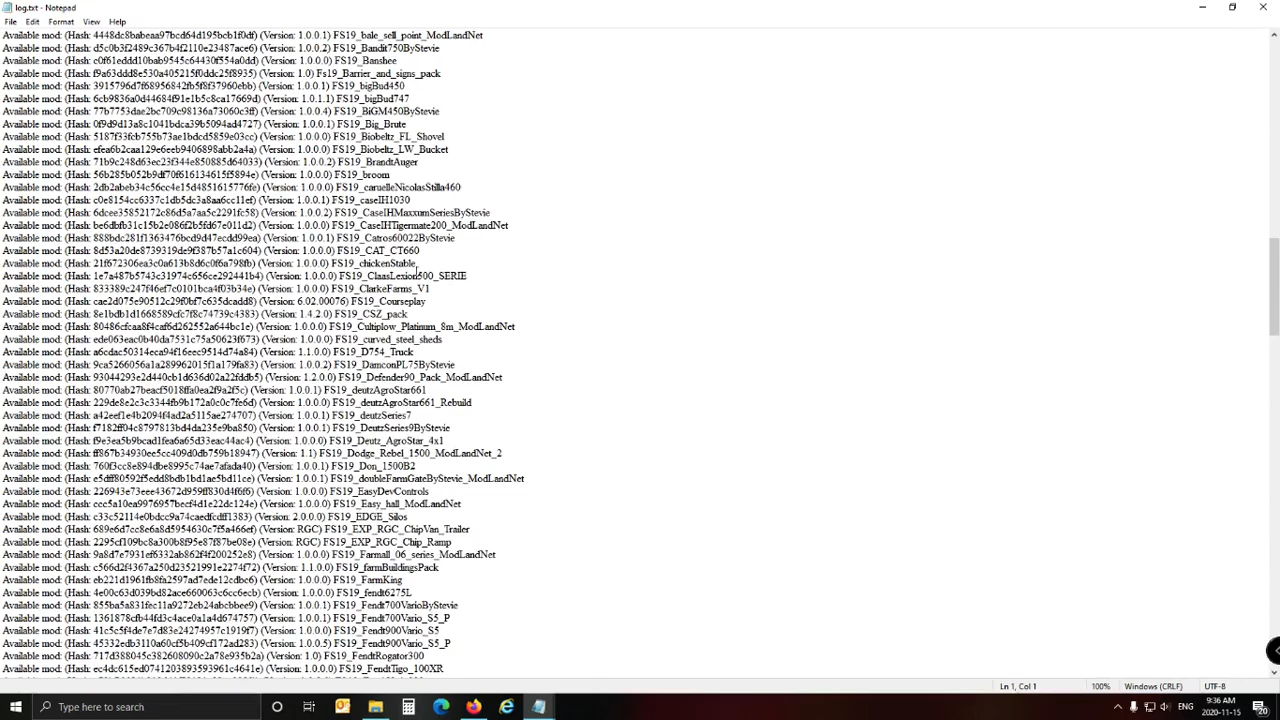 log.txt - Notepad
File Edit Format View Help
Available mod: (Hash: 4448dc8babeaa97bcd64d195bcb1f0df) (Version: 1.0.0.1) FS19_bale_sell_point_ModLandNet
Available mod: (Hash: d5c0b3f2489c367b4f2110e23487ace6) (Version: 1.0.0.2) FS19_Bandit750ByStevie
Available mod: (Hash: c0f61eddd10bab9545c64430f554a0dd) (Version: 1.0.0.0) FS19_Banshee
Available mod: (Hash: f9a63ddd8e530a405215f0ddc25f8935) (Version: 1.0) Fs19_Barrier_and_signs_pack
Available mod: (Hash: 3915796d7f68956842fb5f8f37960ebb) (Version: 1.0.0.1) FS19_bigBud450
Available mod: (Hash: 6cb9836a0d44684f91e1b5c8ca17669d) (Version: 1.0.1.1) FS19_bigBud747
Available mod: (Hash: 77b7753dae2bc709c98136a73060c3ff) (Version: 1.0.0.4) FS19_BiGM450ByStevie
Available mod: (Hash: 0f9d9d13a8c1041bdca39b5094ad4727) (Version: 1.0.0.1) FS19_Big_Brute
Available mod: (Hash: 5187f33fcb755b73ae1bdcd5859e03cc) (Version: 1.0.0.0) FS19_Biobeltz_FL_Shovel
Available mod: (Hash: efea6b2caa129e6eeb9406898abb2a4a) (Version: 1.0.0.0) FS19_Biobeltz_LW_Bucket
Available mod: (Hash: 71b9c248d63ec23f344e850885d64033) (Version: 1.0.0.2) FS19_BrandtAuger
Available mod: (Hash: 56b285b052b9df70ff616134615f5894e) (Version: 1.0.0.0) FS19_broom
Available mod: (Hash: 2db2abeb34c56cc4e15d4851615776fe) (Version: 1.0.0.0) FS19_caruelleNicolasStilla460
Available mod: (Hash: c0e8154cc6337c1db5dc3a8aa6cc11ef) (Version: 1.0.0.1) FS19_caseIH1030
Available mod: (Hash: 6dcee35852172c86d5a7aa5c2291fc58) (Version: 1.0.0.2) FS19_CaseIHMaxxumSeriesByStevie
Available mod: (Hash: be6dbfb31c15b2e086f2b5fd67e011d2) (Version: 1.0.0.0) FS19_CaseIHTigermate200_ModLandNet
Available mod: (Hash: 888bdc281f1363476bcd9d47ecdd99ea) (Version: 1.0.0.1) FS19_Catros60022ByStevie
Available mod: (Hash: 8d53a20de8739319de9f387b57a1c604) (Version: 1.0.0.0) FS19_CAT_CT660
Available mod: (Hash: 21f672306ea3c0a613b8d6c0f6a798fb) (Version: 1.0.0.0) FS19_chickenStable
Available mod: (Hash: 1e7a487b5743c31974c656ce292441b4) (Version: 1.0.0.0) FS19_ClaasLexion500_SERIE
Available mod: (Hash: 833389c247f46ef7c0101bca4f03b34e) (Version: 1.0.0.0) FS19_ClarkeFarms_V1
Available mod: (Hash: cae2d075e90512c29f0bf7c635dcadd8) (Version: 6.02.00076) FS19_Courseplay
Available mod: (Hash: 8e1bdb1d1668589cfc7f8c74739c4383) (Version: 1.4.2.0) FS19_CSZ_pack
Available mod: (Hash: 80486cfcaa8f4caf6d262552a644bc1e) (Version: 1.0.0.0) FS19_Cultiplow_Platinum_8m_ModLandNet
Available mod: (Hash: ede063eac0b40da7531c75a50623f673) (Version: 1.0.0.0) FS19_curved_steel_sheds
Available mod: (Hash: a6cdac50314eca94f16eec9514d74a84) (Version: 1.1.0.0) FS19_D754_Truck
Available mod: (Hash: 9ca5266056a1a289962015f1a179fa83) (Version: 1.0.0.2) FS19_DamconPL75ByStevie
Available mod: (Hash: 93044293e2d440cb1d636d02a22fddb5) (Version: 1.2.0.0) FS19_Defender90_Pack_ModLandNet
Available mod: (Hash: 80770ab27beacf5018ffa0ea2f9a2f5c) (Version: 1.0.0.1) FS19_deutzAgroStar661
Available mod: (Hash: 229de8e2c3c3344fb9b172a0c0c7fe6d) (Version: 1.0.0.0) FS19_deutzAgroStar661_Rebuild
Available mod: (Hash: a42eef1e4b2094f4ad2a5115ae274707) (Version: 1.0.0.1) FS19_deutzSeries7
Available mod: (Hash: f7182ff04c8797813bd4da235be9ba850) (Version: 1.0.0.1) FS19_DeutzSeries9ByStevie
Available mod: (Hash: f9e3ea5b9bcad1fea6a65d33eac44ac4) (Version: 1.0.0.0) FS19_Deutz_AgroStar_4x1
Available mod: (Hash: ff867b34930ee5cc409d0db759b18947) (Version: 1.1) FS19_Dodge_Rebel_1500_ModLandNet_2
Available mod: (Hash: 760f3cc8e894dbe8995c74ae7afada40) (Version: 1.0.0.1) FS19_Don_1500B2
Available mod: (Hash: e5dff80592f5edd8bdb1bd1ae5bd11ce) (Version: 1.0.0.1) FS19_doubleFarmGateByStevie_ModLandNet
Available mod: (Hash: 226943e73eee43672d959ff830d4f6f6) (Version: 1.0.0.0) FS19_EasyDevControls
Available mod: (Hash: ccc5a10ea9976957becf4d1e22dc124e) (Version: 1.0.0.0) FS19_Easy_hall_ModLandNet
Available mod: (Hash: c33c52114e0bdcc9a74caedfcdff1383) (Version: 2.0.0.0) FS19_EDGE_Silos
Available mod: (Hash: 689e6d7cc8e6a8d5954630c7f5a466ef) (Version: RGC) FS19_EXP_RGC_ChipVan_Trailer
Available mod: (Hash: 2295cf109bc8a300b8f95e87f87be08e) (Version: RGC) FS19_EXP_RGC_Chip_Ramp
Available mod: (Hash: 9a8d7e7931ef6332ab862f4f200252e8) (Version: 1.0.0.0) FS19_Farmall_06_series_ModLandNet
Available mod: (Hash: c566d2f4367a250d23521991e2274f72) (Version: 1.1.0.0) FS19_farmBuildingsPack
Available mod: (Hash: eb221d1961fb8fa2597ad7ede12cdbc6) (Version: 1.0.0.0) FS19_FarmKing
Available mod: (Hash: 4e00c63d039bd82ace660063c6cc6ecb) (Version: 1.0.0.0) FS19_fendt6275L
Available mod: (Hash: 855ba5a831fec11a9272eb24abcbbee9) (Version: 1.0.0.1) FS19_Fendt700VarioByStevie
Available mod: (Hash: 1361878cfb44fd3c4ace0a1a4d674757) (Version: 1.0.0.1) FS19_Fendt700Vario_S5_P
Available mod: (Hash: 41c5c5f4de7e7d83e24274957c1919f7) (Version: 1.0.0.0) FS19_Fendt900Vario_S5
Available mod: (Hash: 45332edb3110a60cf5b409cf172ad283) (Version: 1.0.0.5) FS19_Fendt900Vario_S5_P
Available mod: (Hash: 717d388045c382608090c2a78e935b2a) (Version: 1.0) FS19_FendtRogator300
Available mod: (Hash: ec4dc615ed0741203893593961c4641e) (Version: 1.0.0.0) FS19_FendtTigo_100XR
Ln 1, Col 1 100% Windows (CRLF) UTF-8
Type here to search
ENG
9:36 AM
2020-11-15
20